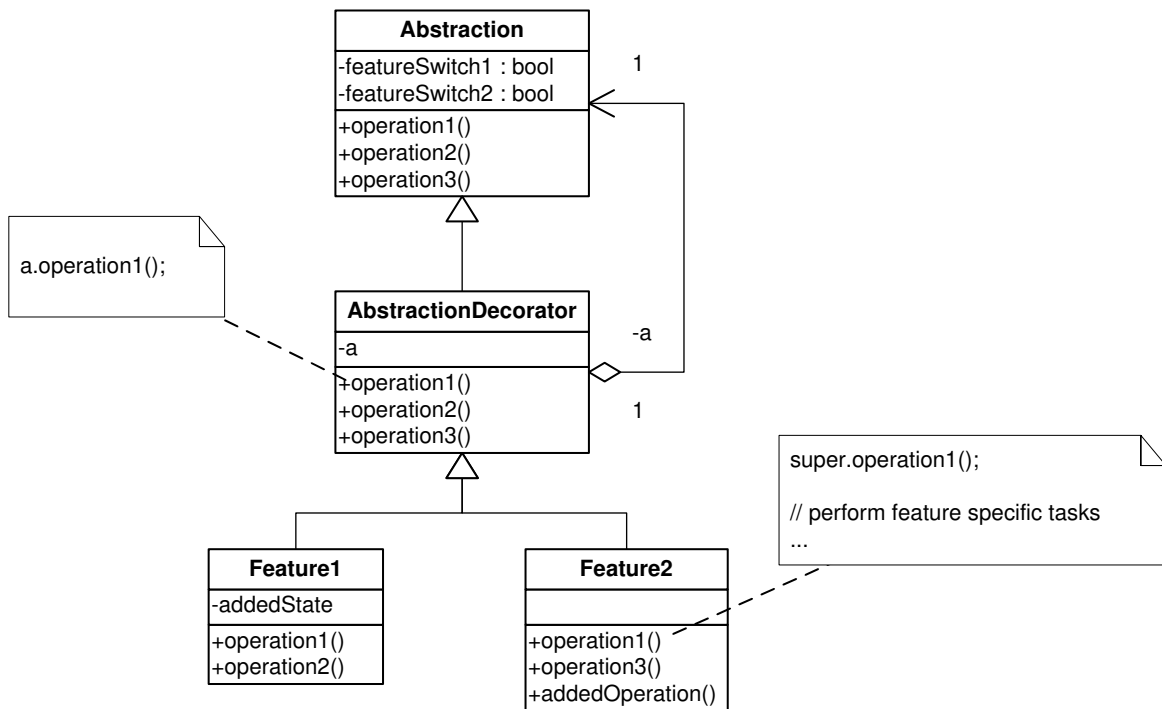 Abstraction
-featureSwitch1 : bool
-featureSwitch2 : bool
+operation1()
+operation2()
+operation3()
1
a.operation1();
AbstractionDecorator
-a
+operation1()
+operation2()
+operation3()
-a
1
super.operation1();
// perform feature specific tasks
...
Feature1
-addedState
+operation1()
+operation2()
Feature2
+operation1()
+operation3()
+addedOperation()